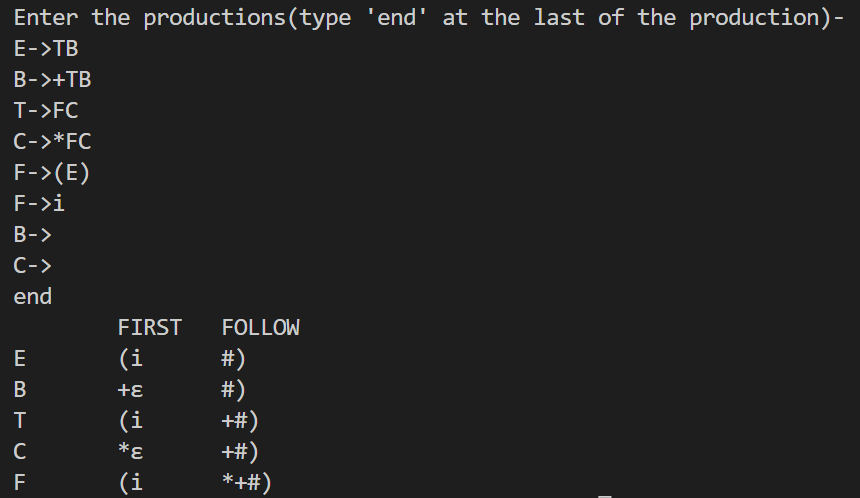 Enter the productions(type 'end' at the last of the production)-
E->TB
B->+TB
T->FC
C->*FC
F->(E)
F->i
B->
C->
end
FIRST FOLLOW
E (i #)
B +ε #)
T (i +#)
C *ε +#)
F (i *+#)